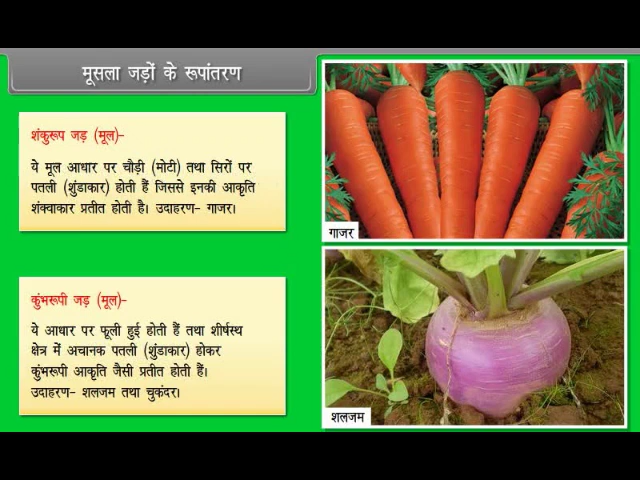 मूसला जड़ों के रूपांतरण
शंकुरूप जड़ (मूल)-
ये मूल आधार पर चौड़ी (मोटी) तथा सिरों पर
पतली (शुंडाकार) होती हैं जिससे इनकी आकृति
शंक्वाकार प्रतीत होती है। उदाहरण- गाजर।
गाजर
कुंभरूपी जड़ (मूल)-
ये आधार पर फूली हुई होती हैं तथा शीर्षस्थ
क्षेत्र में अचानक पतली (शुंडाकार) होकर
कुंभरूपी आकृति जैसी प्रतीत होती हैं।
उदाहरण- शलजम तथा चुकंदर।
शलजम